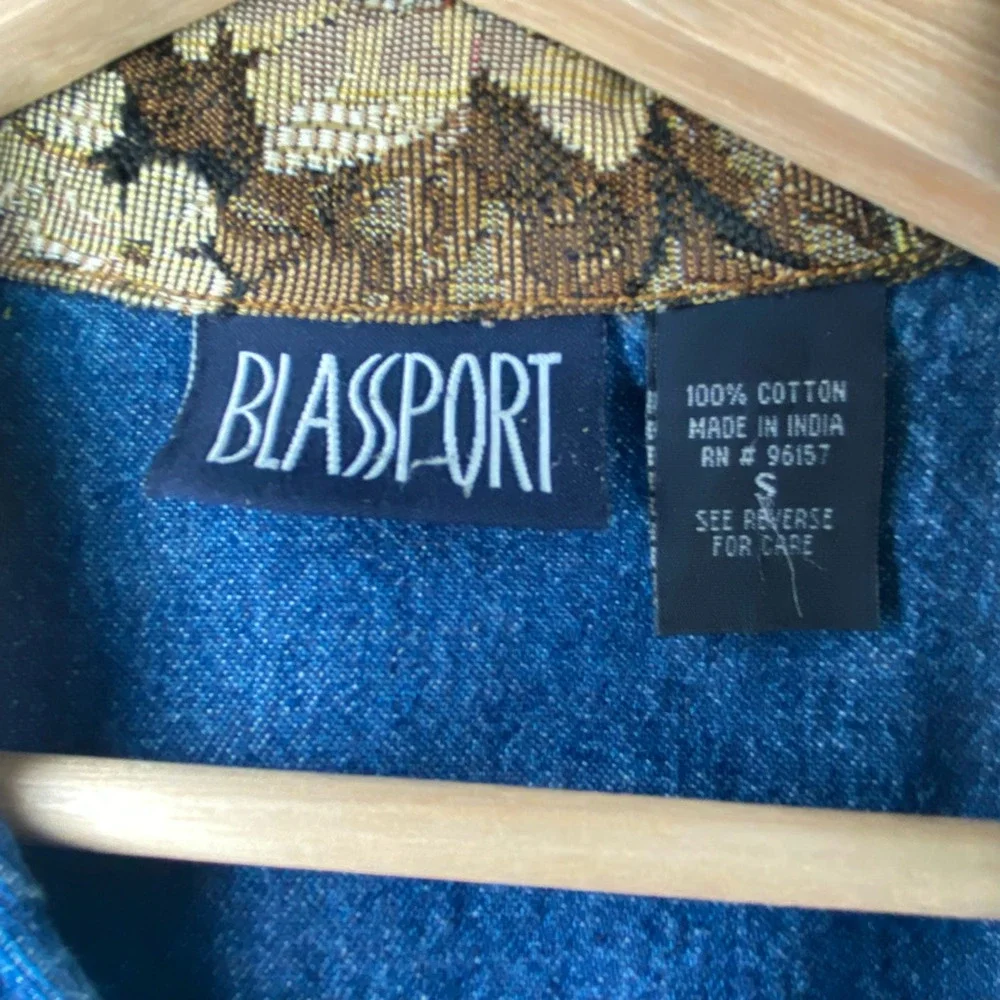 BLASSPORT
100% COTTON
MADE IN INDIA
RN # 96157
S
SEE REVERSE
FOR CARE